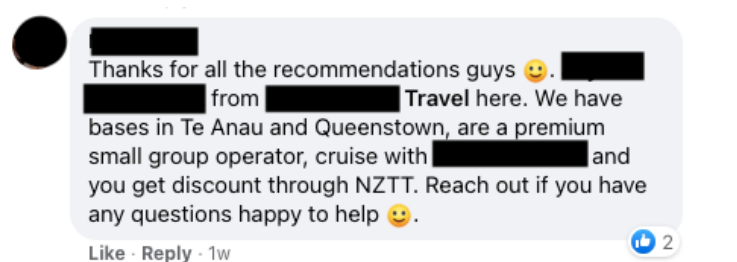 Thanks for all the recommendations guys 🙂.
from Travel here. We have
bases in Te Anau and Queenstown, are a premium
small group operator, cruise with and
you get discount through NZTT. Reach out if you have
any questions happy to help 🙂.
Like · Reply · 1w
2